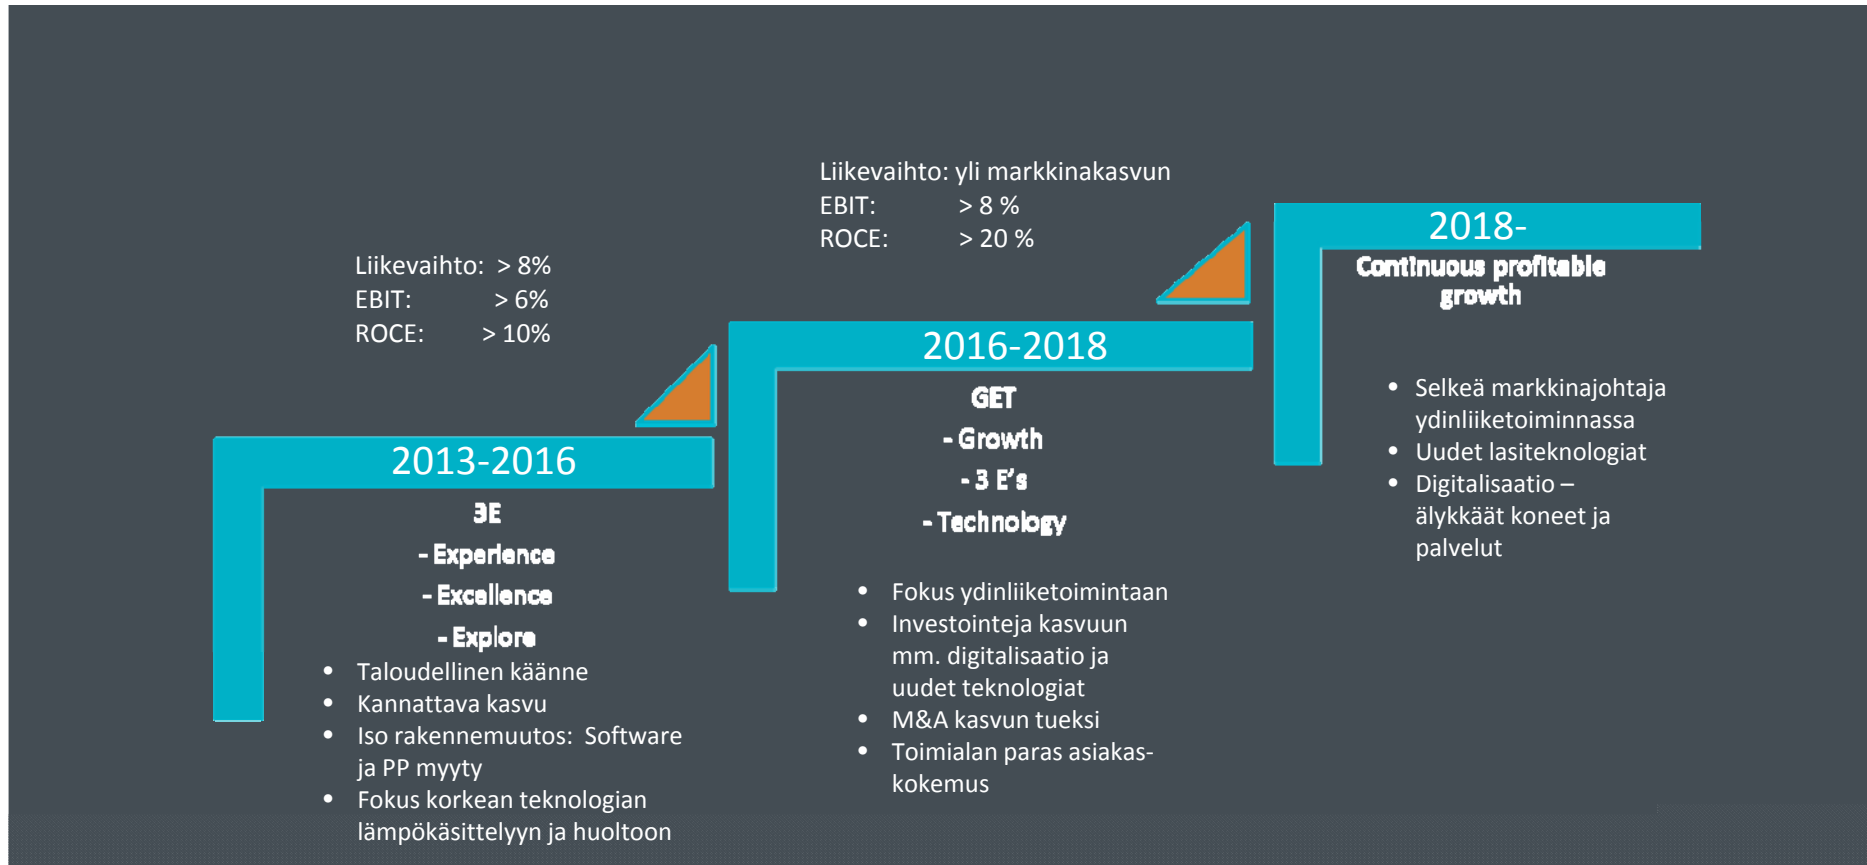 Liikevaihto: > 8%
EBIT: > 6%
ROCE: > 10%
2013-2016
3E
- Experience
- Excellence
- Explore
• Taloudellinen käänne
• Kannattava kasvu
• Iso rakennemuutos: Software
ja PP myyty
• Fokus korkean teknologian
lämpökäsittelyyn ja huoltoon
Liikevaihto: yli markkinakasvun
EBIT: > 8 %
ROCE: > 20 %
2016-2018
GET
- Growth
- 3 E's
- Technology
• Fokus ydinliiketoimintaan
• Investointeja kasvuun
mm. digitalisaatio ja
uudet teknologiat
• M&A kasvun tueksi
• Toimialan paras asiakas-
kokemus
2018-
Continuous profitable
growth
• Selkeä markkinajohtaja
ydinliiketoiminnassa
• Uudet lasiteknologiat
• Digitalisaatio –
älykkäät koneet ja
palvelut